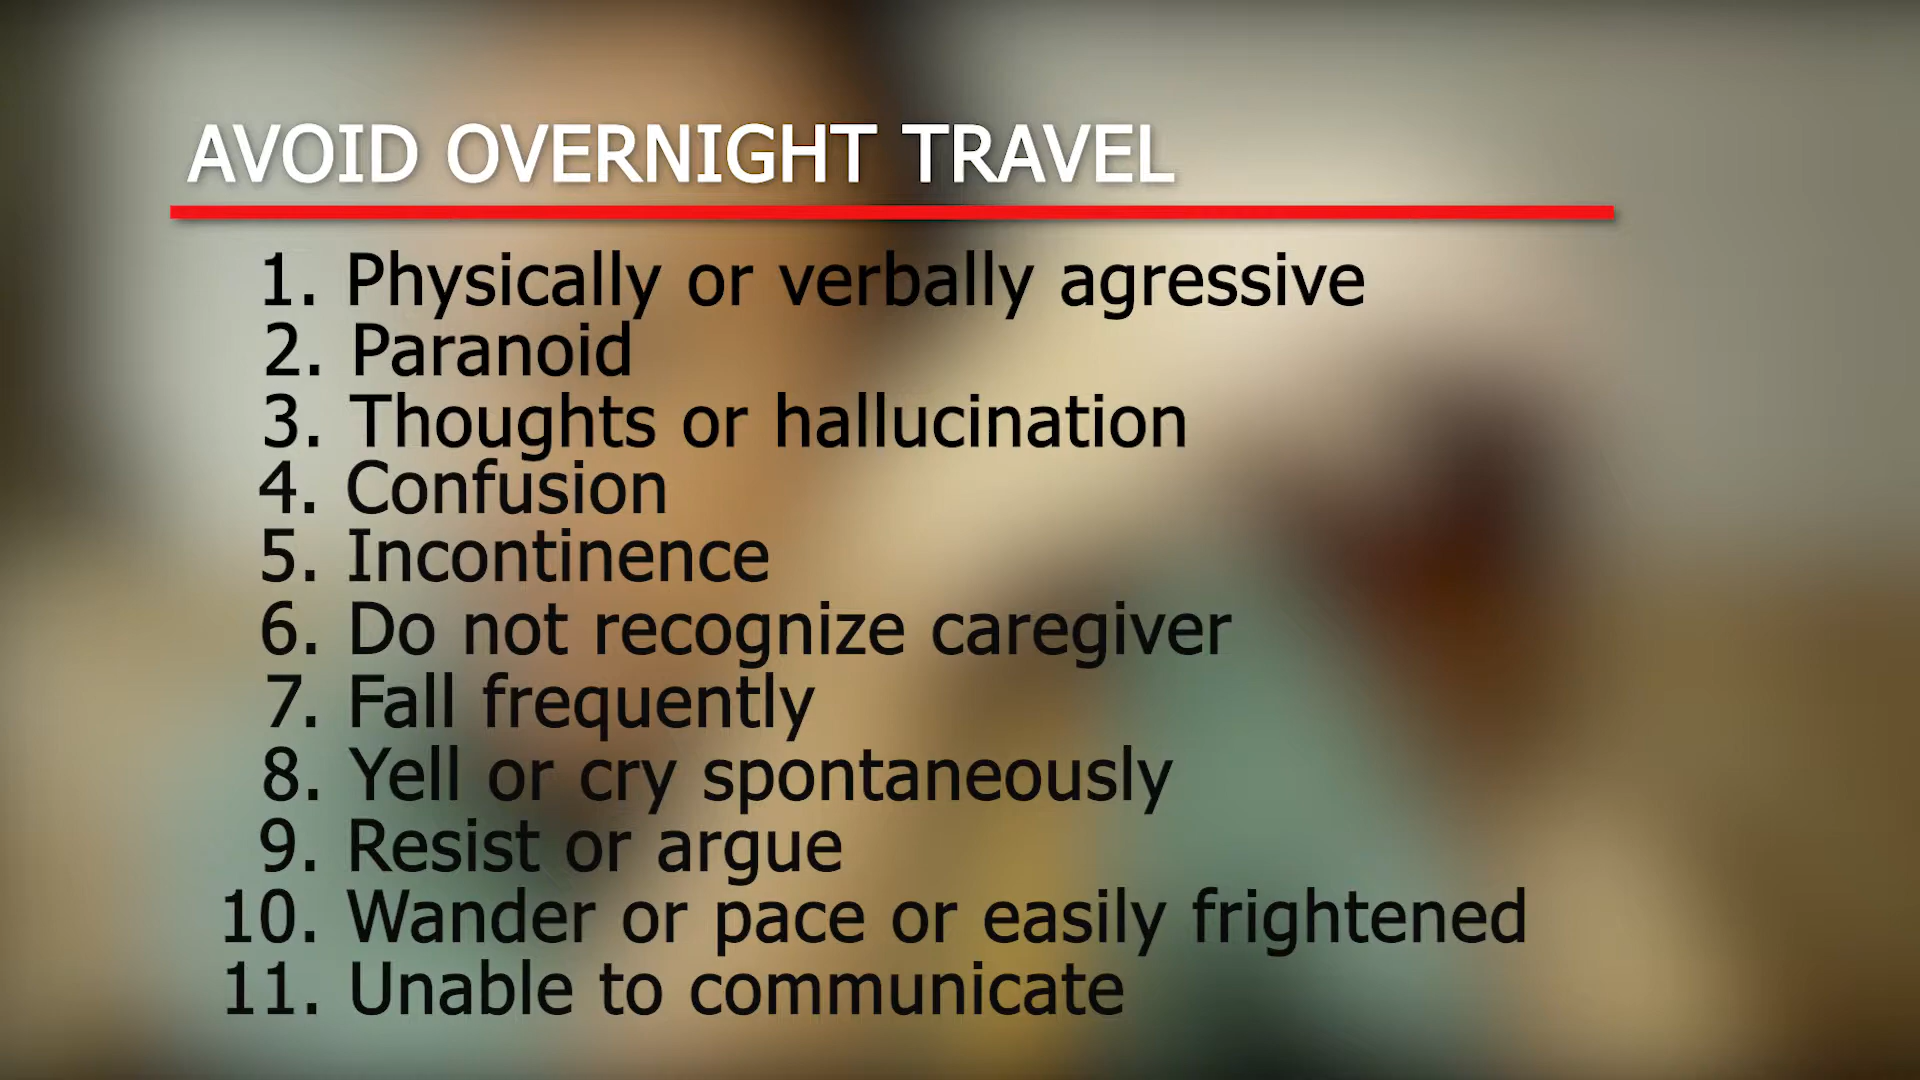 AVOID OVERNIGHT TRAVEL
1. Physically or verbally agressive
2. Paranoid
3. Thoughts or hallucination
4. Confusion
5. Incontinence
6. Do not recognize caregiver
7. Fall frequently
8. Yell or cry spontaneously
9. Resist or argue
10. Wander or pace or easily frightened
11. Unable to communicate